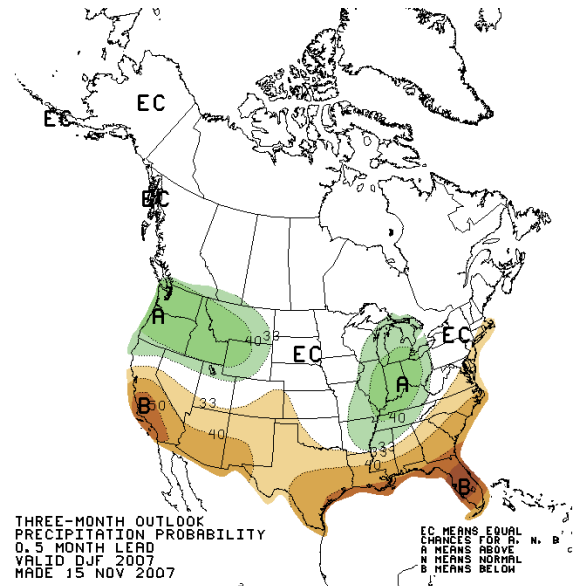 EC
EC
EC
A
40
33
EC
EC
B
50
33
40
A
40
33
33
40
B
THREE-MONTH OUTLOOK
PRECIPITATION PROBABILITY
0.5 MONTH LEAD
VALID DJF 2007
MADE 15 NOV 2007
EC MEANS EQUAL
CHANCES FOR A, N, B
A MEANS ABOVE
N MEANS NORMAL
B MEANS BELOW